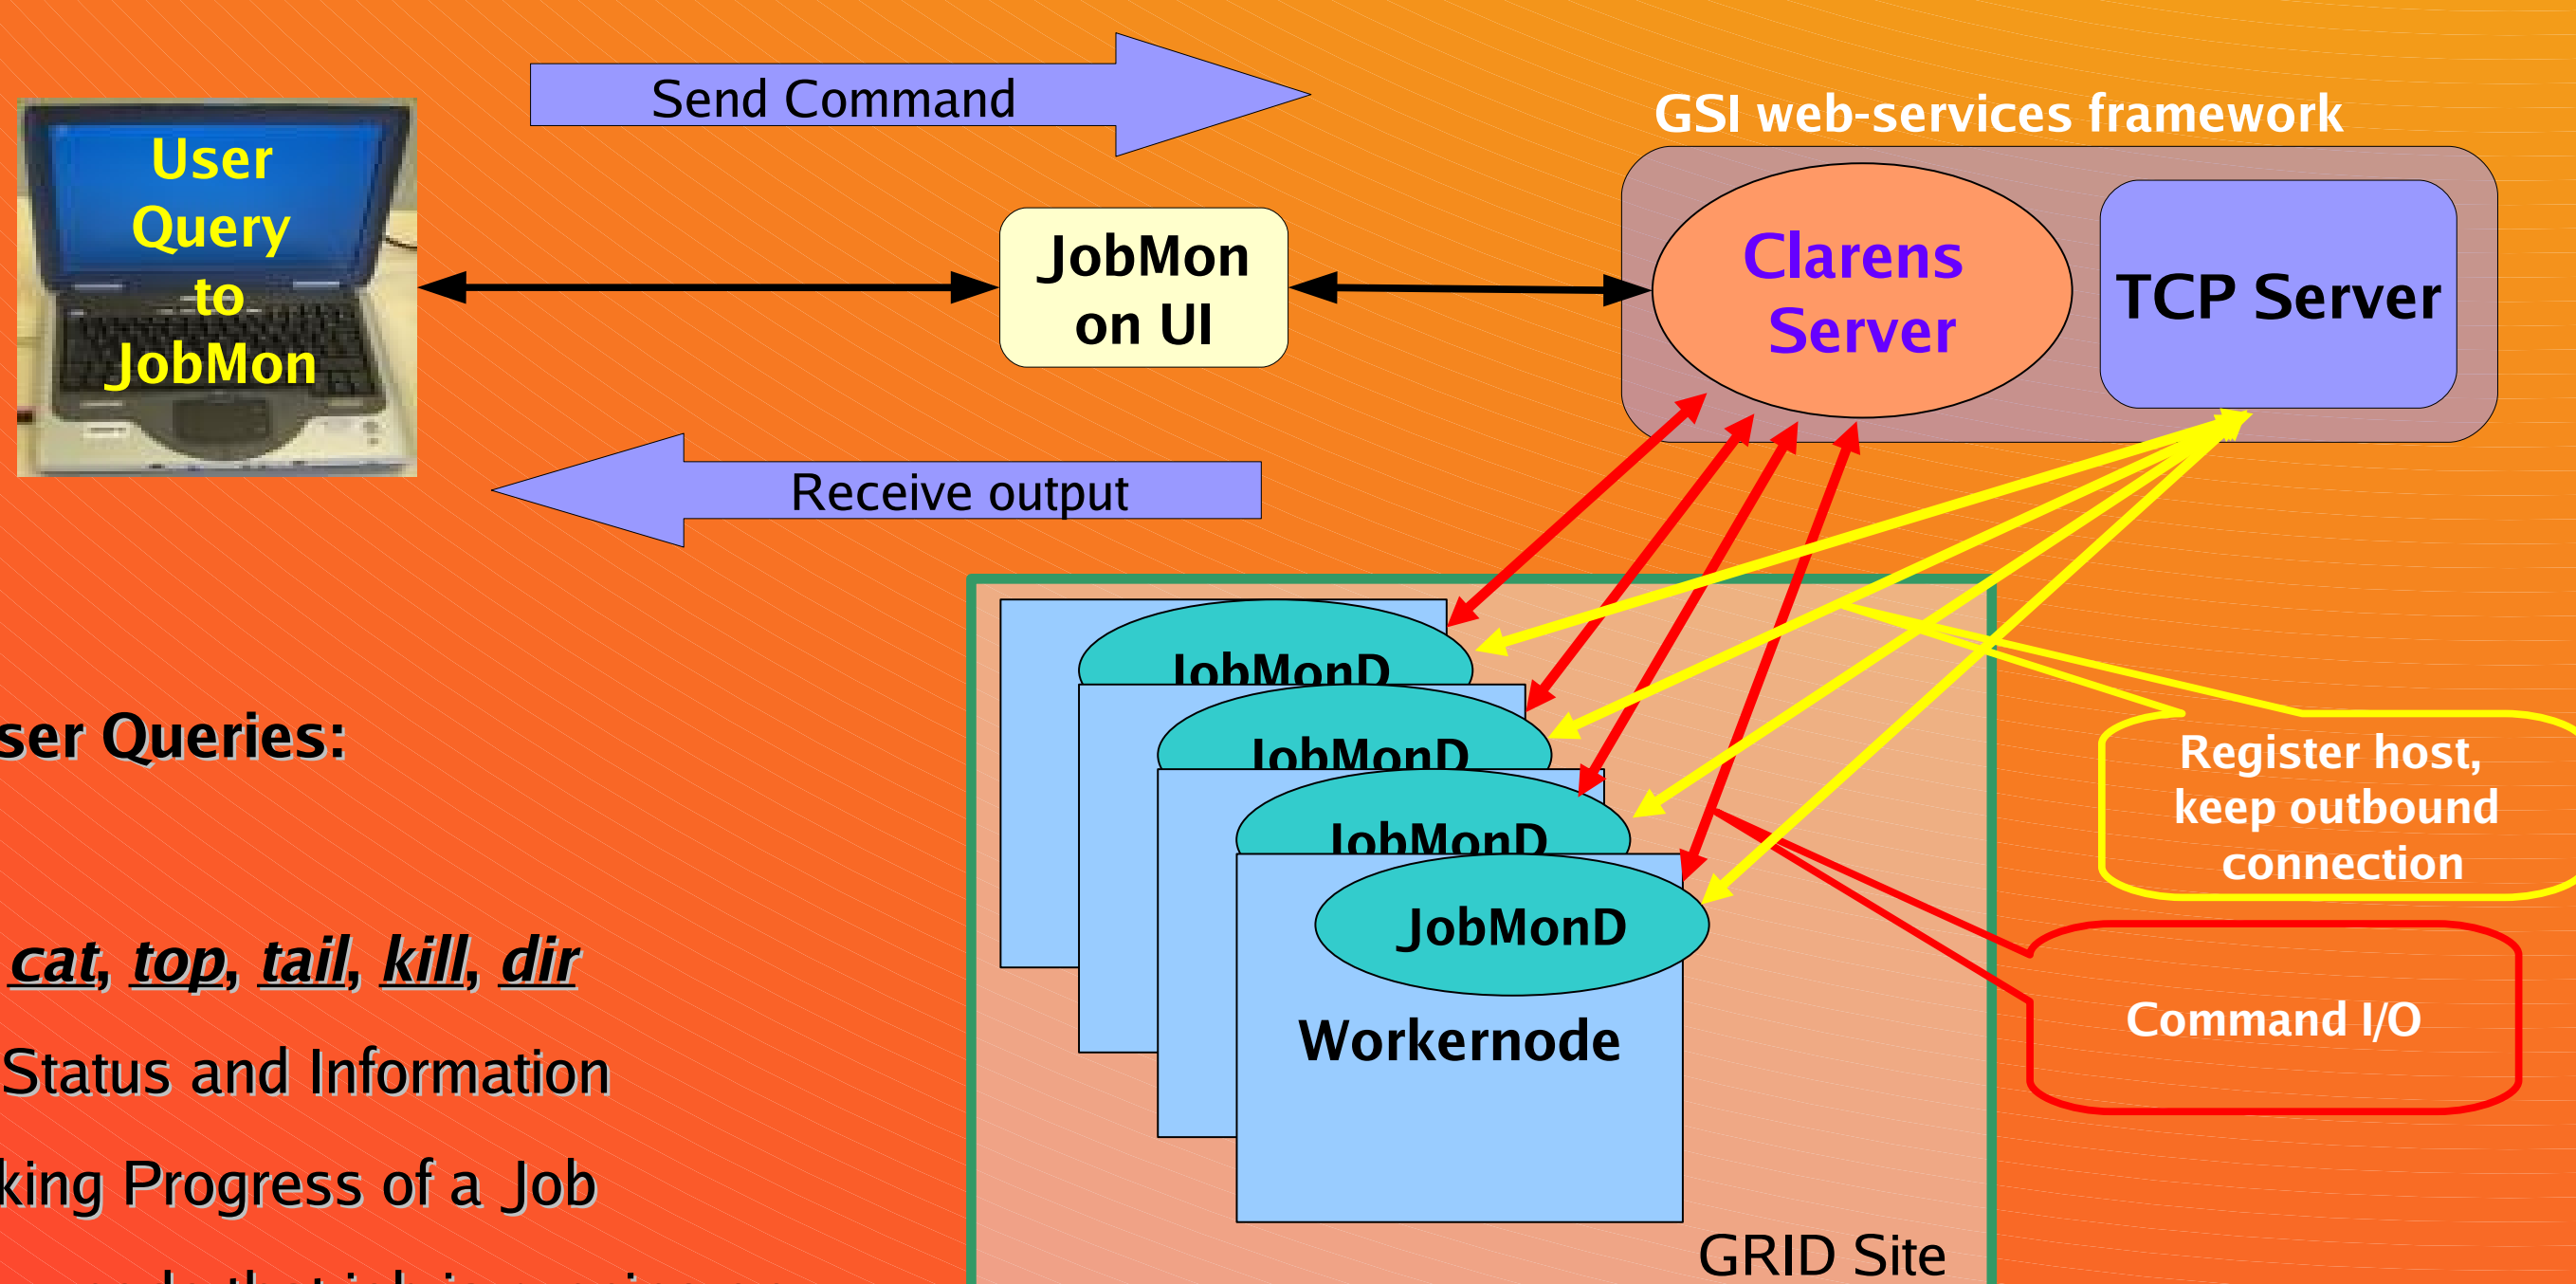 Send Command
GSI web-services framework
User
Query
to
JobMon
JobMon
on UI
Clarens
Server
TCP Server
Receive output
JobMonD
JobMonD
JobMonD
JobMonD
Workernode
GRID Site
Register host,
keep outbound
connection
Command I/O
ser Queries:
cat, top, tail, kill, dir
Status and Information
king Progress of a Job